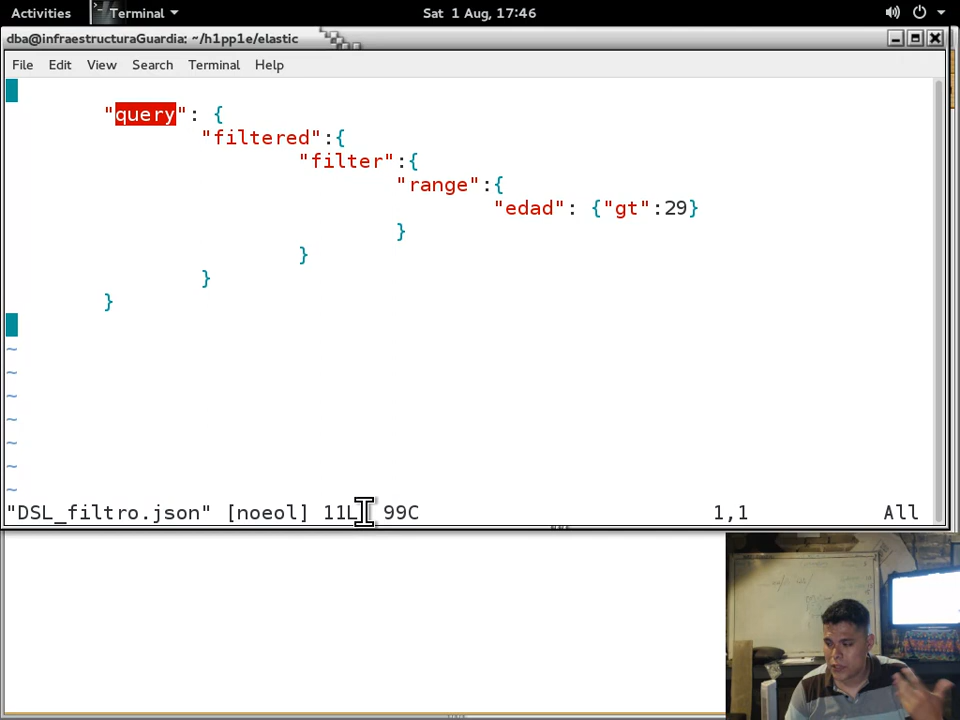 Activities Terminal Sat 1 Aug, 17:46
dba@infraestructuraGuardia: ~/h1pp1e/elastic
File Edit View Search Terminal Help
"query": {
"filtered":{
"filter":{
"range":{
"edad": {"gt":29}
}
}
}
}
~
~
~
~
~
~
~
"DSL_filtro.json" [noeol] 11L, 99C 1,1 All